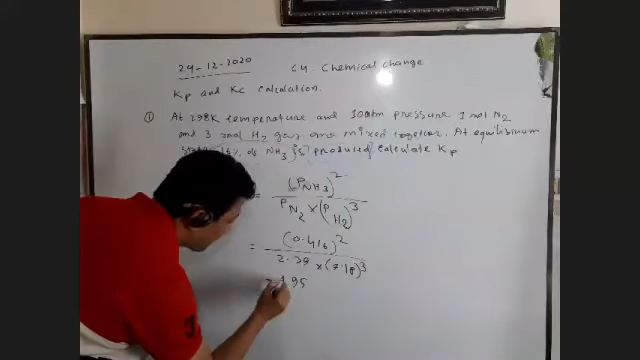 29-12-2020
C4. Chemical change
Kp and Kc calculation.
① At 298K temperature and 10atm pressure 1 mol N2
and 3 mol H2 gas are mixed together. At equilibrium
of NH3 is produced calculate Kp
= (PNH3)^2
PN2 × (PH2)^3
= (0.416)^2
2.39 × (7.18)^3